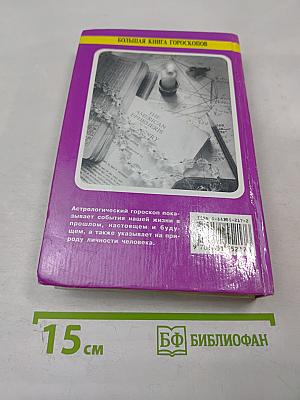 БОЛЬШАЯ КНИГА ГОРОСКОПОВ
Астрологический гороскоп пока-
зывает события нашей жизни в
прошлом, настоящем и буду-
щем, а также указывает на при-
роду личности человека.
15 см
БФ БИБЛИОФАН